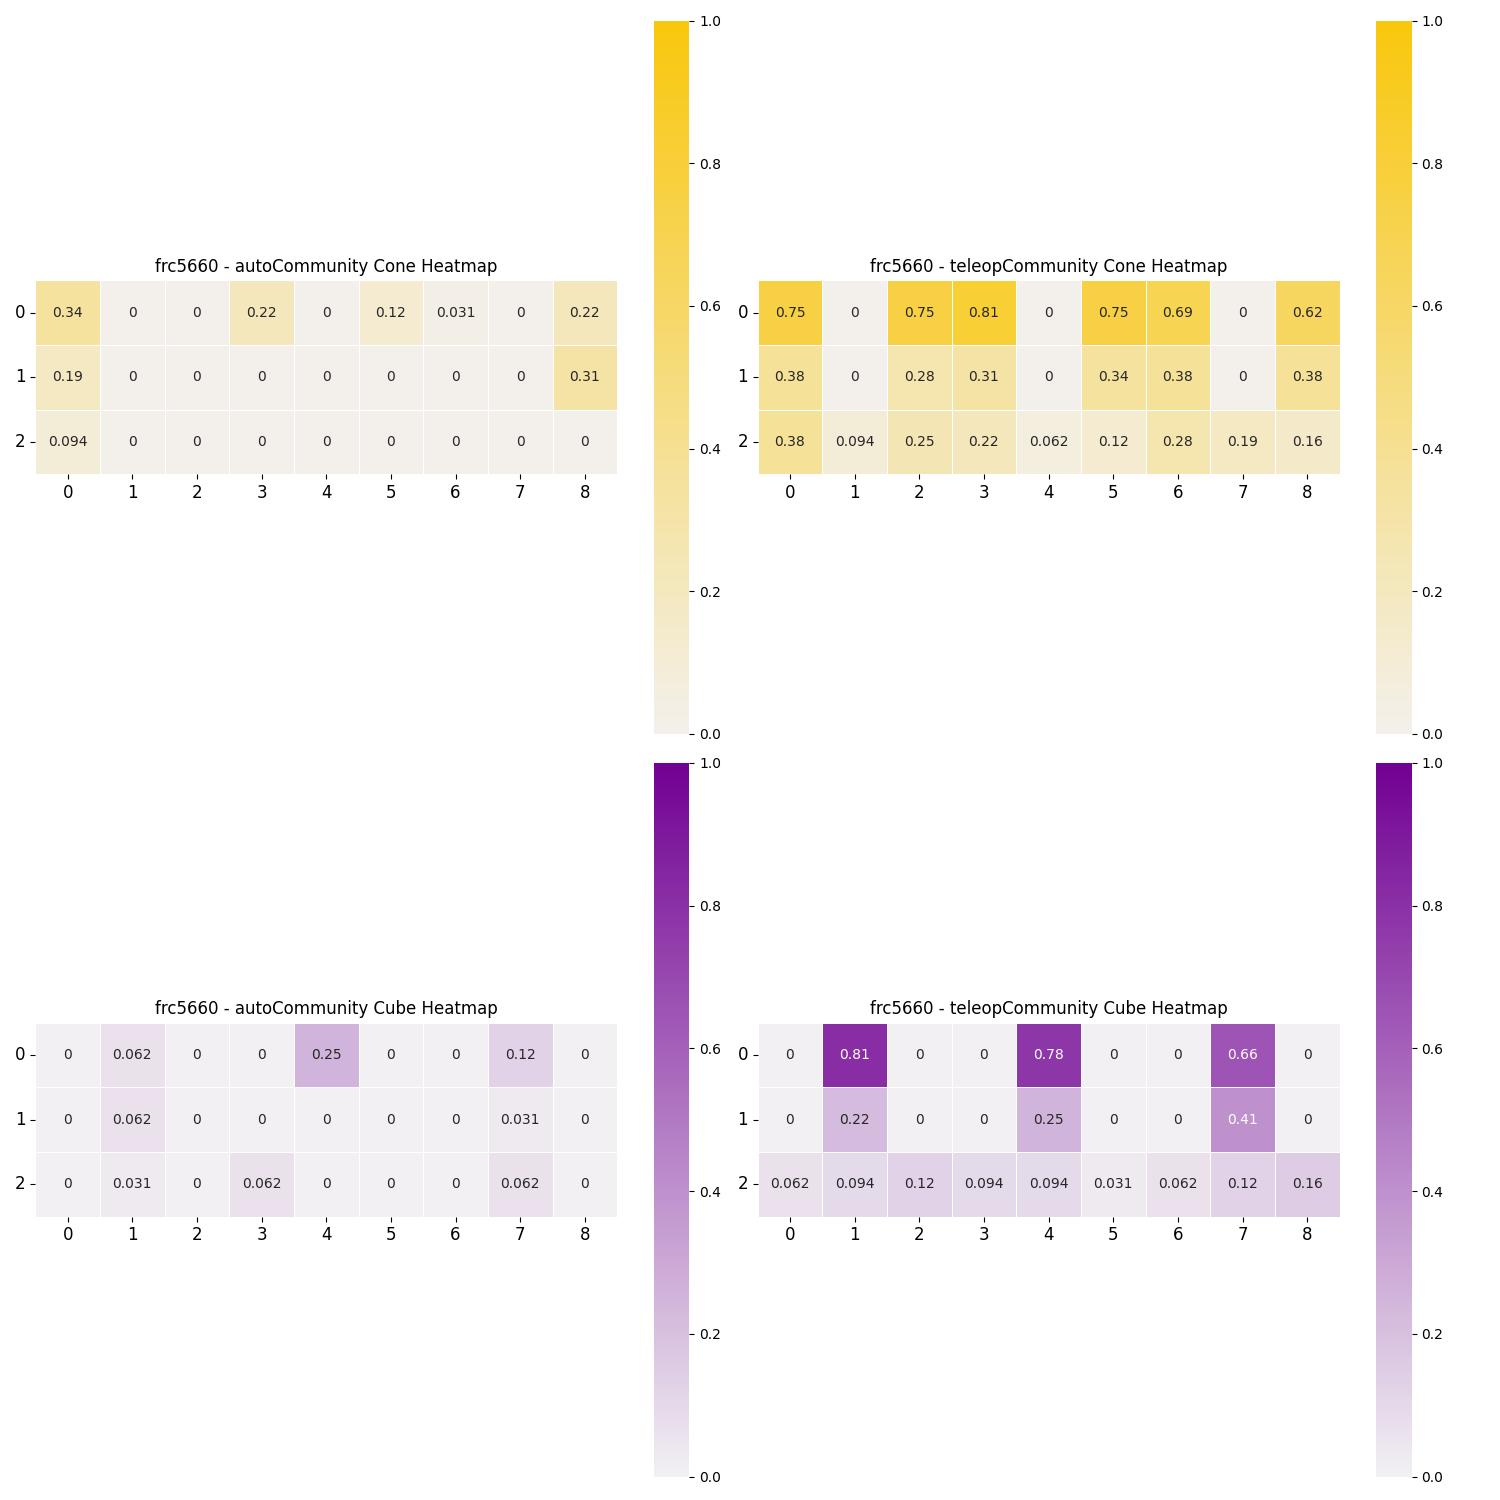 frc5660 - autoCommunity Cone Heatmap
0 0.34 0 0 0.22 0 0.12 0.031 0 0.22
1 0.19 0 0 0 0 0 0 0 0.31
2 0.094 0 0 0 0 0 0 0 0
0 1 2 3 4 5 6 7 8
1.0
0.8
0.6
0.4
0.2
0.0
frc5660 - teleopCommunity Cone Heatmap
0 0.75 0 0.75 0.81 0 0.75 0.69 0 0.62
1 0.38 0 0.28 0.31 0 0.34 0.38 0 0.38
2 0.38 0.094 0.25 0.22 0.062 0.12 0.28 0.19 0.16
0 1 2 3 4 5 6 7 8
1.0
0.8
0.6
0.4
0.2
0.0
frc5660 - autoCommunity Cube Heatmap
0 0 0.062 0 0 0.25 0 0 0.12 0
1 0 0.062 0 0 0 0 0 0.031 0
2 0 0.031 0 0.062 0 0 0 0.062 0
0 1 2 3 4 5 6 7 8
1.0
0.8
0.6
0.4
0.2
0.0
frc5660 - teleopCommunity Cube Heatmap
0 0 0.81 0 0 0.78 0 0 0.66 0
1 0 0.22 0 0 0.25 0 0 0.41 0
2 0.062 0.094 0.12 0.094 0.094 0.031 0.062 0.12 0.16
0 1 2 3 4 5 6 7 8
1.0
0.8
0.6
0.4
0.2
0.0